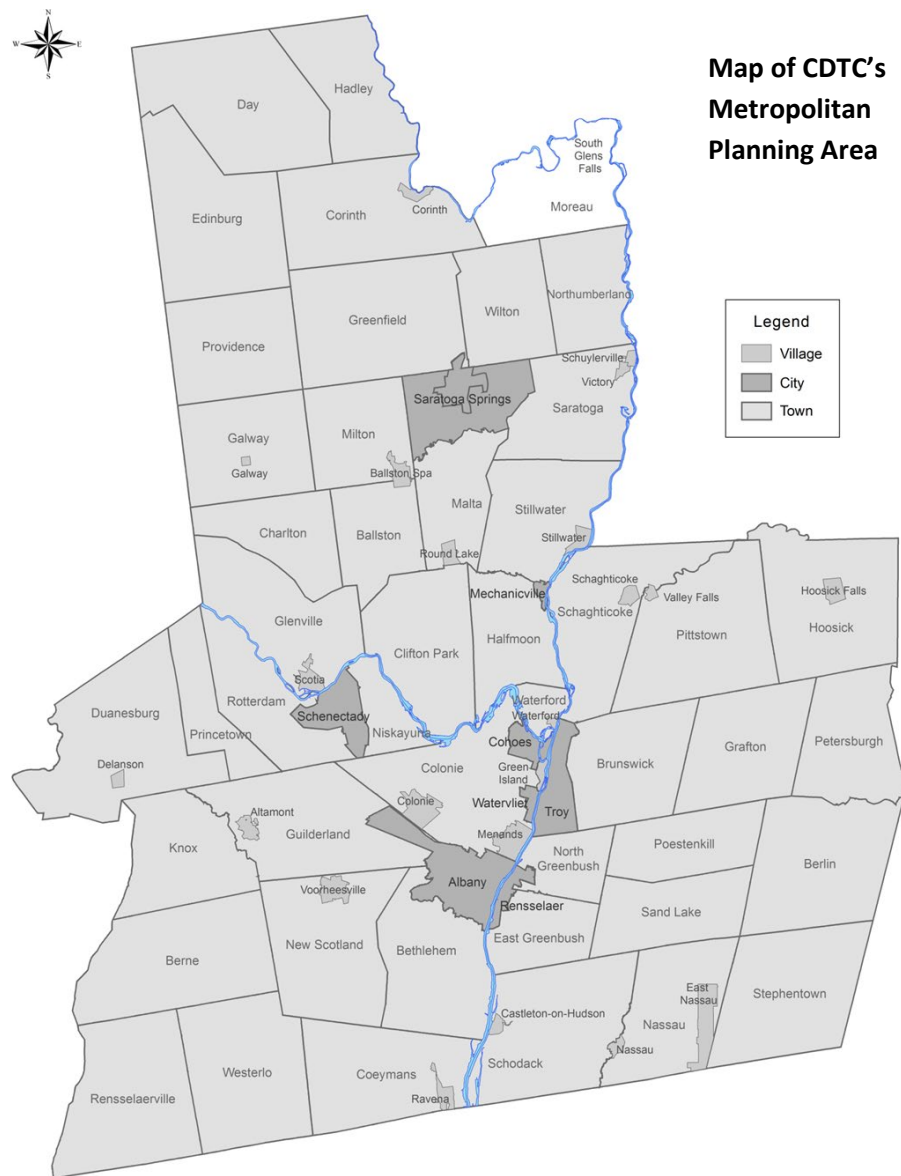 N
W
E
S
Map of CDTC's
Metropolitan
Planning Area
Day
Hadley
South
Glens
Falls
Moreau
Edinburg
Corinth
Corinth
Northumberland
Wilton
Greenfield
Providence
Legend
Village
City
Town
Schuylerville
Victory
Saratoga Springs
Saratoga
Galway
Galway
Milton
Ballston Spa
Malta
Stillwater
Stillwater
Charlton
Ballston
Round Lake
Mechanicville
Schaghticoke
Schaghticoke
Valley Falls
Hoosick Falls
Hoosick
Pittstown
Glenville
Clifton Park
Halfmoon
Scotia
Rotterdam
Schenectady
Niskayuna
Duanesburg
Princetown
Delanson
Waterford
Waterford
Cohoes
Green
Island
Colonie
Colonie
Watervliet
Troy
Brunswick
Grafton
Petersburgh
Menands
Altamont
Guilderland
Knox
North
Greenbush
Poestenkill
Berlin
Albany
Rensselaer
Sand Lake
Voorheesville
New Scotland
Bethlehem
East Greenbush
Berne
East
Nassau
Nassau
Nassau
Stephentown
Castleton-on-Hudson
Schodack
Westerlo
Coeymans
Ravena
Rensselaerville